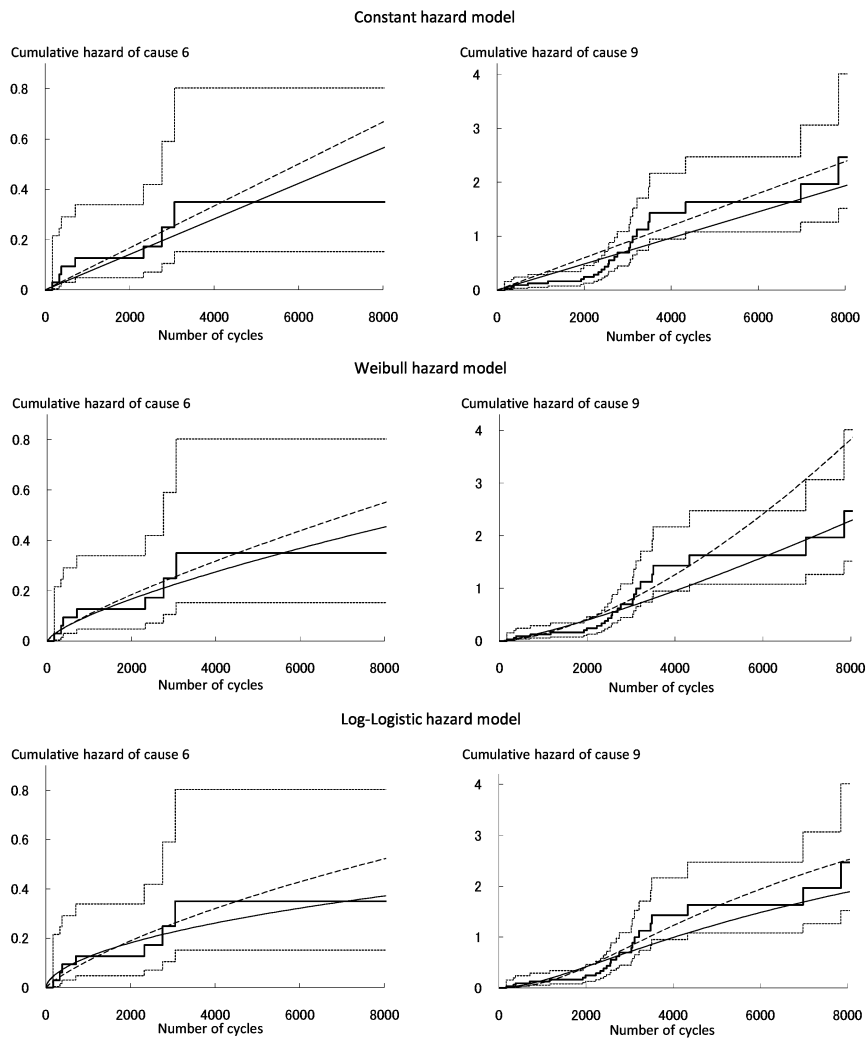 Constant hazard model
Cumulative hazard of cause 6
0.8
0.6
0.4
0.2
0
0 2000 4000 6000 8000
Number of cycles
Cumulative hazard of cause 9
4
3
2
1
0
0 2000 4000 6000 8000
Number of cycles
Weibull hazard model
Cumulative hazard of cause 6
0.8
0.6
0.4
0.2
0
0 2000 4000 6000 8000
Number of cycles
Cumulative hazard of cause 9
4
3
2
1
0
0 2000 4000 6000 8000
Number of cycles
Log-Logistic hazard model
Cumulative hazard of cause 6
0.8
0.6
0.4
0.2
0
0 2000 4000 6000 8000
Number of cycles
Cumulative hazard of cause 9
4
3
2
1
0
0 2000 4000 6000 8000
Number of cycles